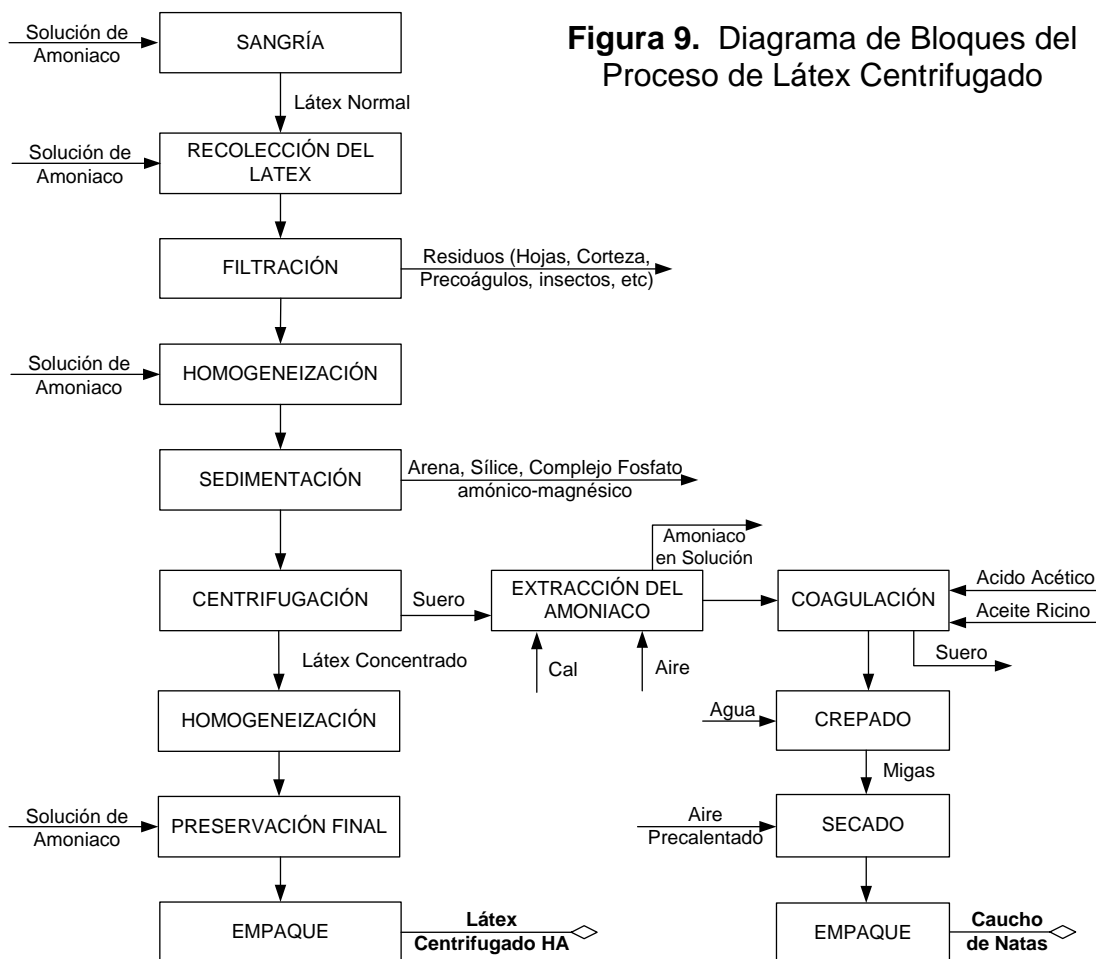 Figura 9. Diagrama de Bloques del
Proceso de Látex Centrifugado
Solución de
Amoniaco
SANGRÍA
Látex Normal
Solución de
Amoniaco
RECOLECCIÓN DEL
LATEX
FILTRACIÓN
Residuos (Hojas, Corteza,
Precoágulos, insectos, etc)
Solución de
Amoniaco
HOMOGENEIZACIÓN
SEDIMENTACIÓN
Arena, Sílice, Complejo Fosfato
amónico-magnésico
CENTRIFUGACIÓN
Suero
EXTRACCIÓN DEL
AMONIACO
Amoniaco
en Solución
Cal
Aire
COAGULACIÓN
Acido Acético
Aceite Ricino
Suero
Látex Concentrado
HOMOGENEIZACIÓN
Agua
CREPADO
Migas
Solución de
Amoniaco
PRESERVACIÓN FINAL
Aire
Precalentado
SECADO
EMPAQUE
Látex
Centrifugado HA
EMPAQUE
Caucho
de Natas